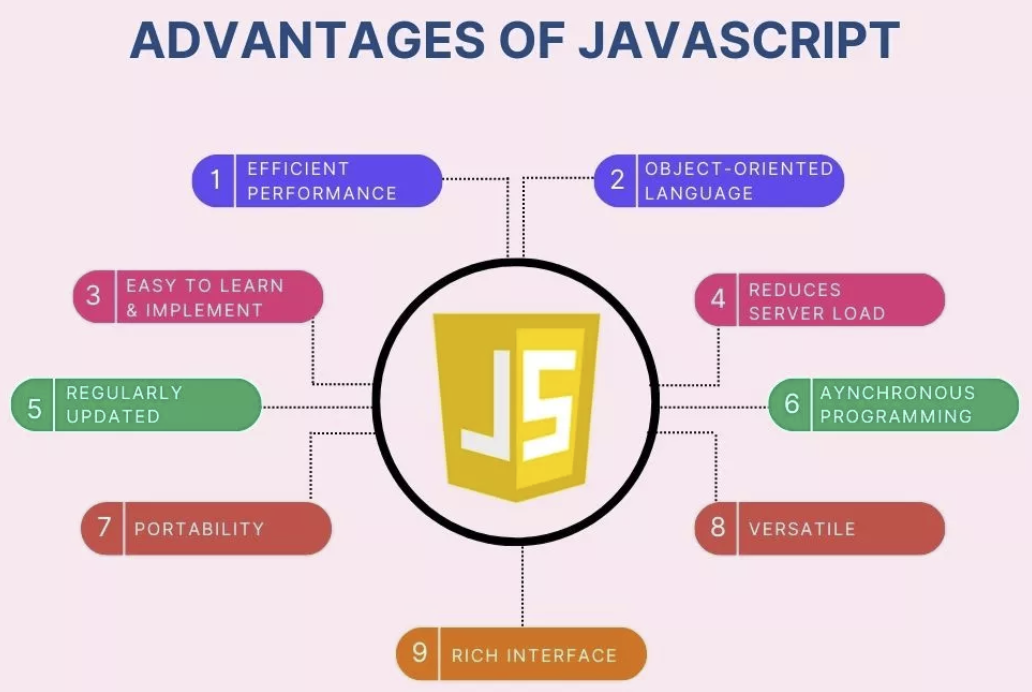 ADVANTAGES OF JAVASCRIPT
1
EFFICIENT
PERFORMANCE
2
OBJECT-ORIENTED
LANGUAGE
3
EASY TO LEARN
& IMPLEMENT
4
REDUCES
SERVER LOAD
JS
5
REGULARLY
UPDATED
6
AYNCHRONOUS
PROGRAMMING
7
PORTABILITY
8
VERSATILE
9
RICH INTERFACE